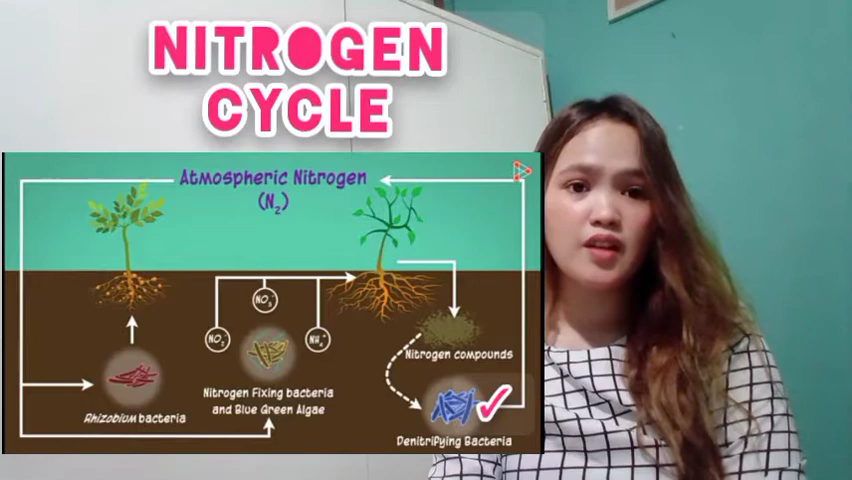 NITROGEN
CYCLE
Atmospheric Nitrogen
(N₂)
NO₃⁻
NO₂⁻
NH₄⁺
Nitrogen compounds
Nitrogen Fixing bacteria
and Blue Green Algae
Rhizobium bacteria
Denitrifying Bacteria